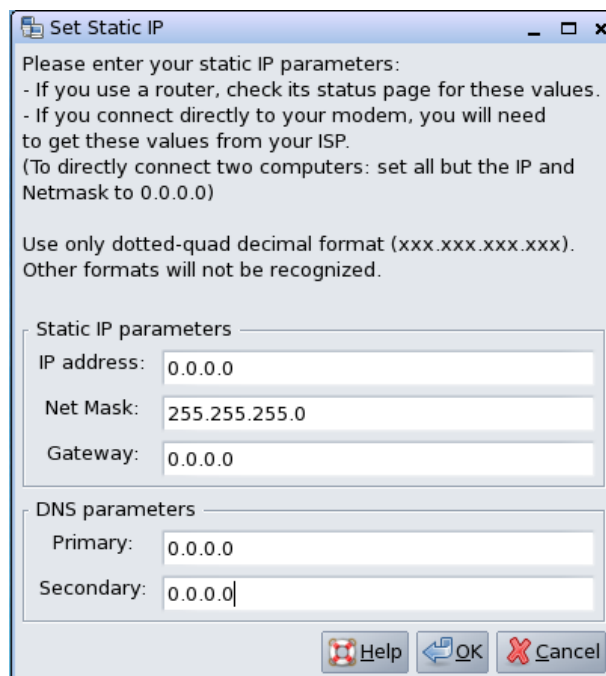 Set Static IP
Please enter your static IP parameters:
- If you use a router, check its status page for these values.
- If you connect directly to your modem, you will need
to get these values from your ISP.
(To directly connect two computers: set all but the IP and
Netmask to 0.0.0.0)
Use only dotted-quad decimal format (xxx.xxx.xxx.xxx).
Other formats will not be recognized.
Static IP parameters
IP address: 0.0.0.0
Net Mask: 255.255.255.0
Gateway: 0.0.0.0
DNS parameters
Primary: 0.0.0.0
Secondary: 0.0.0.0
Help OK Cancel